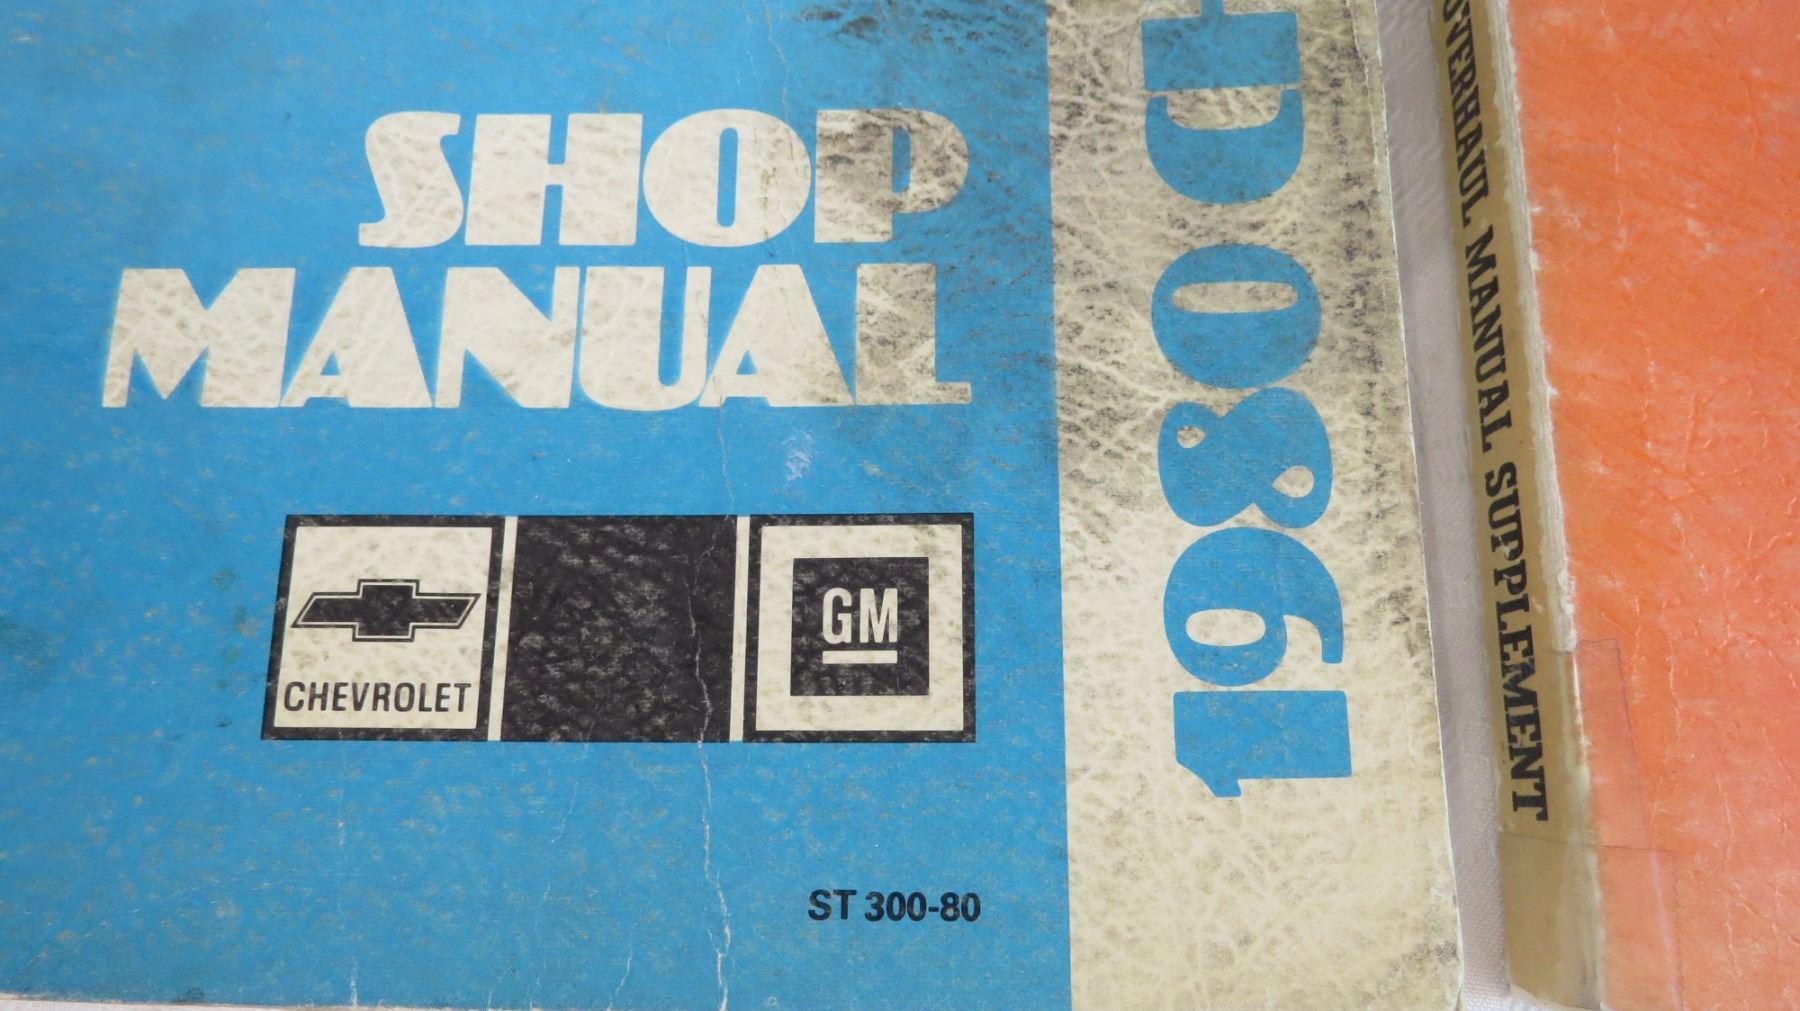 SHOP
MANUAL
CHEVROLET
GM
ST 300-80
1980
OVERHAUL MANUAL SUPPLEMENT